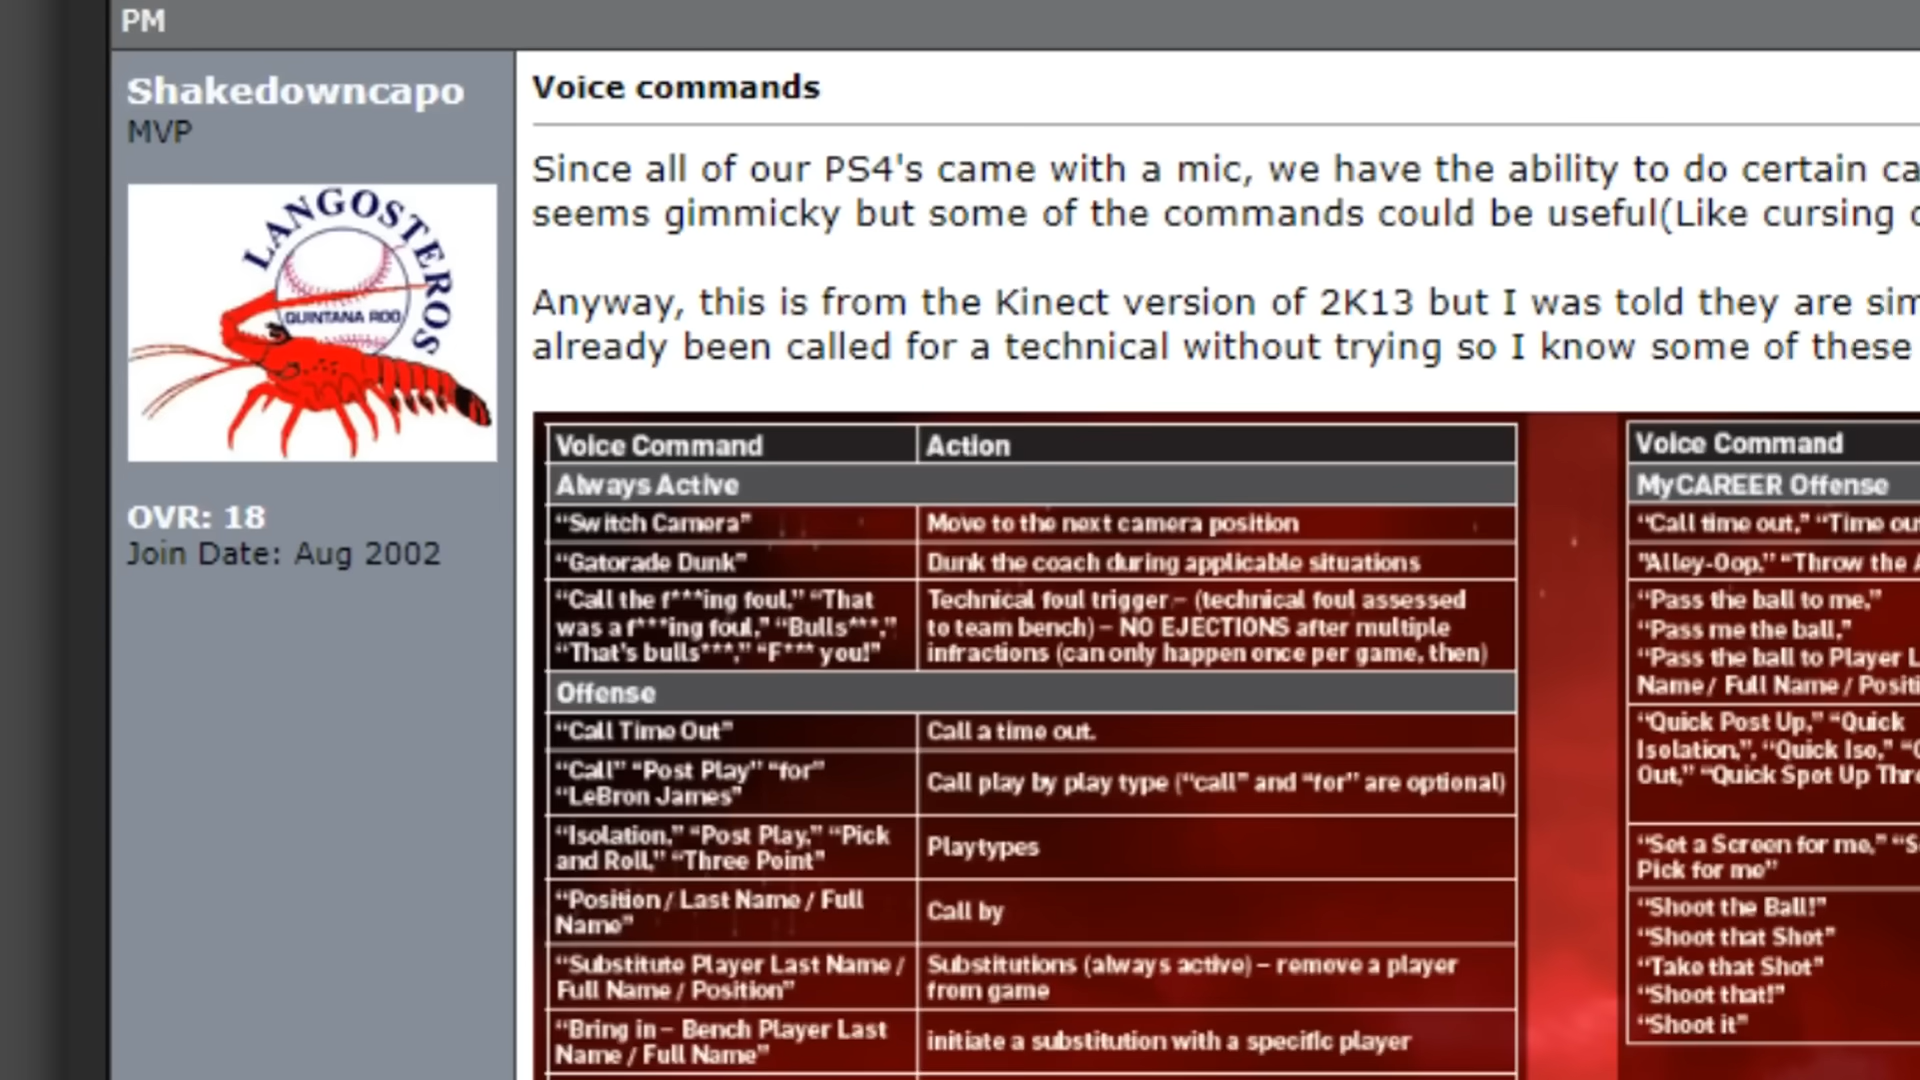 PM
Shakedowncapo
MVP
LANGOSTEROS
QUINTANA ROO
OVR: 18
Join Date: Aug 2002
Voice commands
Since all of our PS4's came with a mic, we have the ability to do certain ca
seems gimmicky but some of the commands could be useful(Like cursing
Anyway, this is from the Kinect version of 2K13 but I was told they are sim
already been called for a technical without trying so I know some of these
Voice Command Action
Always Active
“Switch Camera” Move to the next camera position
“Gatorade Dunk” Dunk the coach during applicable situations
“Call the f***ing foul,” “That
was a f***ing foul,” “Bulls***,”
“That's bulls***,” “F*** you!”
Technical foul trigger – (technical foul assessed
to team bench) – NO EJECTIONS after multiple
infractions (can only happen once per game, then)
Offense
“Call Time Out” Call a time out.
“Call” “Post Play” “for”
“LeBron James”
Call play by play type (“call” and “for” are optional)
“Isolation,” “Post Play,” “Pick
and Roll,” “Three Point”
Playtypes
“Position / Last Name / Full
Name”
Call by
“Substitute Player Last Name /
Full Name / Position”
Substitutions (always active) – remove a player
from game
“Bring in – Bench Player Last
Name / Full Name”
initiate a substitution with a specific player
Voice Command
MyCAREER Offense
“Call time out,” “Time ou
"Alley-Oop,” “Throw the
“Pass the ball to me,”
“Pass me the ball,”
“Pass the ball to Player L
Name / Full Name / Positi
“Quick Post Up,” “Quick
Isolation,”, “Quick Iso,”
Out,” “Quick Spot Up Thre
“Set a Screen for me,” “S
Pick for me”
“Shoot the Ball!”
“Shoot that Shot”
“Take that Shot”
“Shoot that!”
“Shoot it”